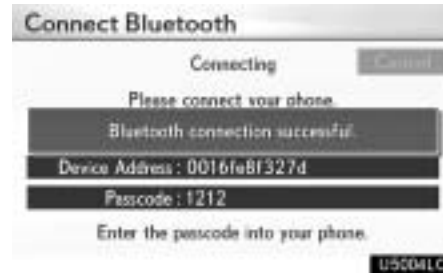 Connect Bluetooth
Connecting
Cancel
Please connect your phone.
Bluetooth connection successful.
Device Address : 0016fe8f327d
Passcode : 1212
Enter the passcode into your phone.
U5004LC